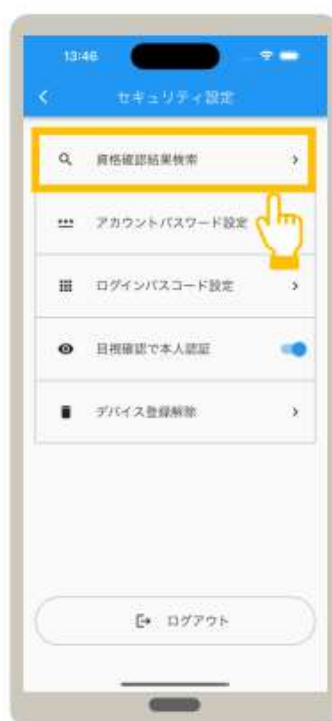 13:46
セキュリティ設定
資格確認結果検索
アカウントパスワード設定
ログインパスコード設定
目視確認で本人認証
デバイス登録解除
ログアウト